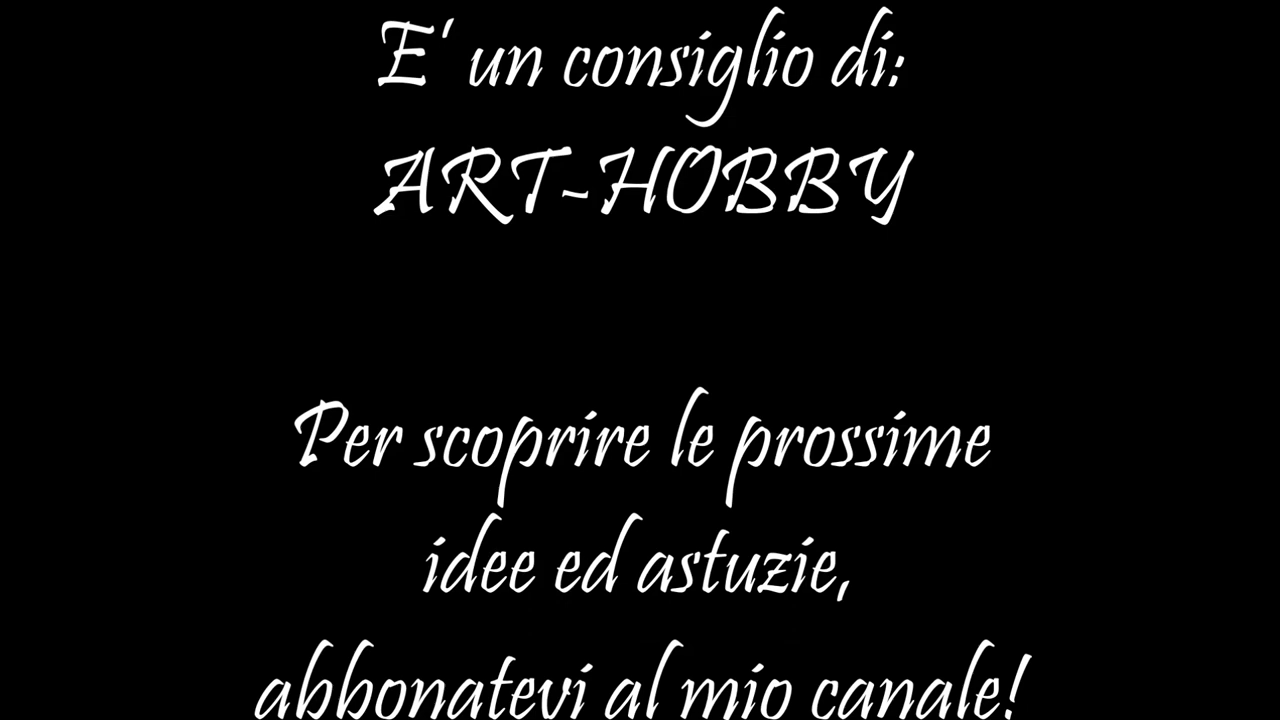 E' un consiglio di:
ART-HOBBY
Per scoprire le prossime
idee ed astuzie,
abbonatevi al mio canale!